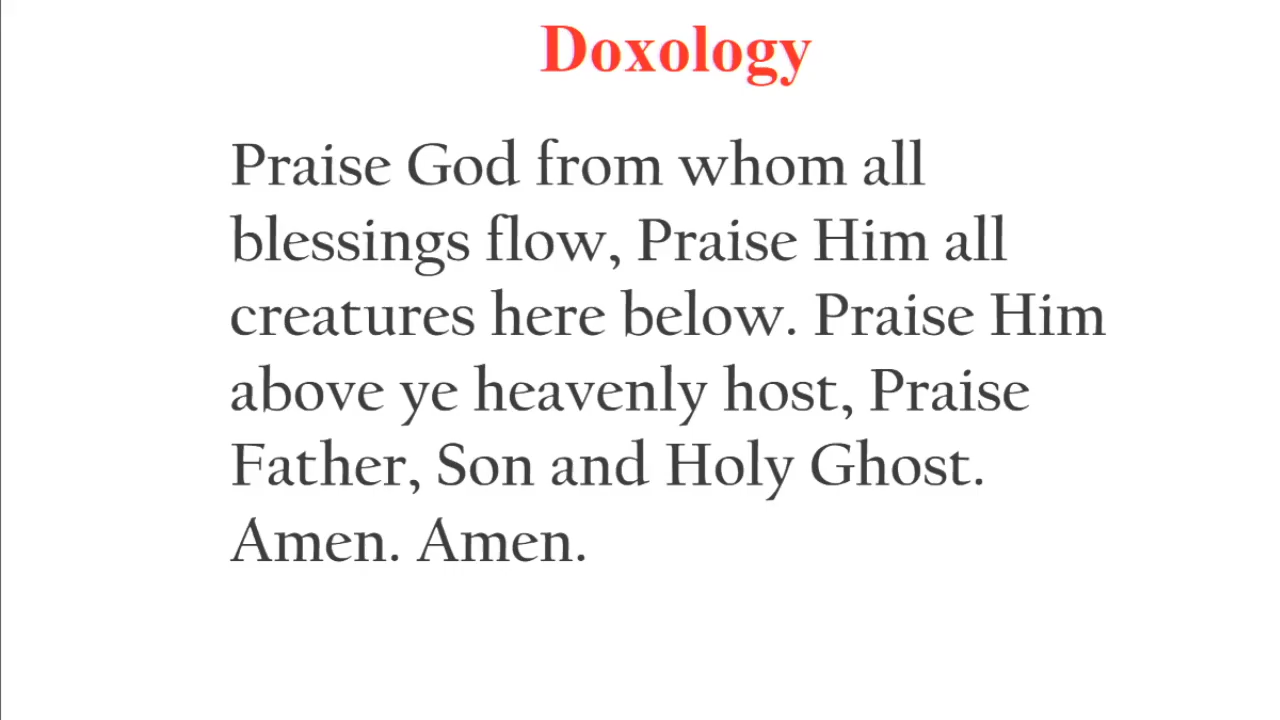 Doxology
Praise God from whom all
blessings flow, Praise Him all
creatures here below. Praise Him
above ye heavenly host, Praise
Father, Son and Holy Ghost.
Amen. Amen.